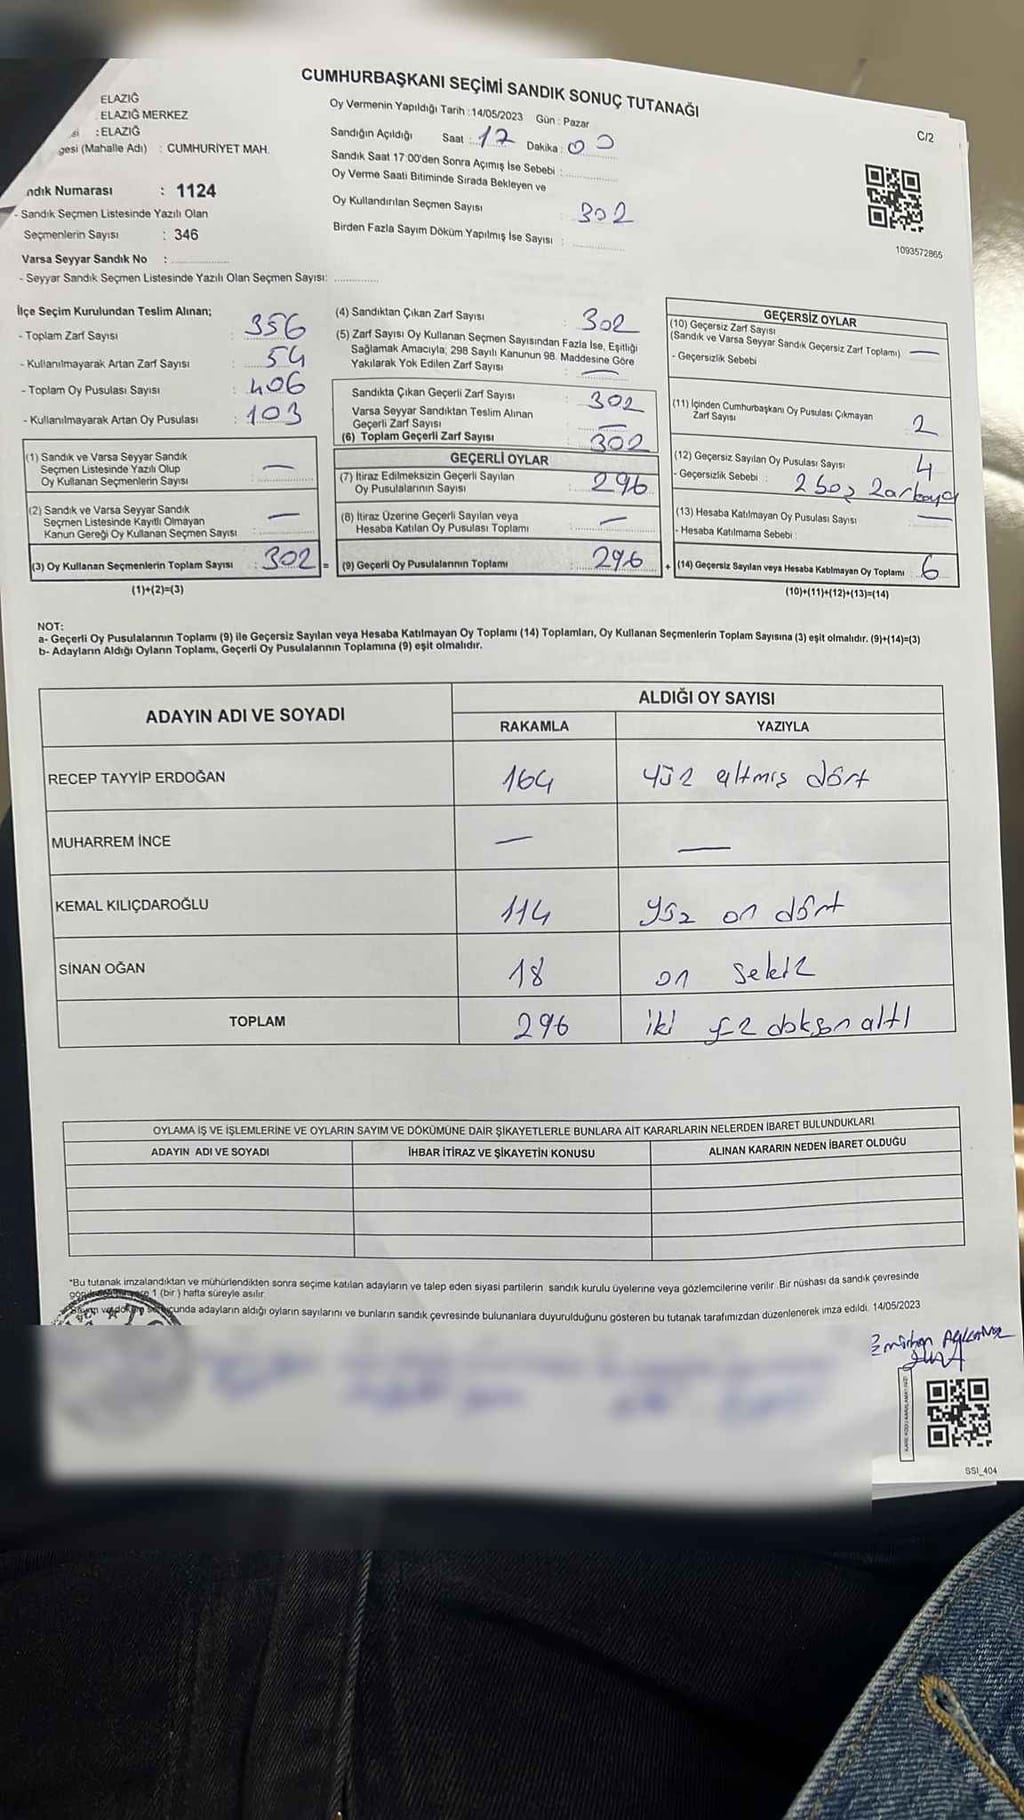 CUMHURBAŞKANI SEÇİMİ SANDIK SONUÇ TUTANAĞI
C/2
ELAZIĞ
ELAZIĞ MERKEZ
: ELAZIĞ
gesi (Mahalle Adı) : CUMHURİYET MAH.
Oy Vermenin Yapıldığı Tarih : 14/05/2023 Gün : Pazar
Sandığın Açıldığı Saat : 17 Dakika : 00
Sandık Saat 17:00'den Sonra Açımış İse Sebebi :
Oy Verme Saati Bitiminde Sırada Bekleyen ve
Oy Kullandırılan Seçmen Sayısı 302
Birden Fazla Sayım Döküm Yapılmış İse Sayısı :
1093572865
ndık Numarası : 1124
- Sandık Seçmen Listesinde Yazılı Olan
Seçmenlerin Sayısı : 346
Varsa Seyyar Sandık No :
- Seyyar Sandık Seçmen Listesinde Yazılı Olan Seçmen Sayısı:
İlçe Seçim Kurulundan Teslim Alınan;
- Toplam Zarf Sayısı : 356
- Kullanılmayarak Artan Zarf Sayısı : 54
- Toplam Oy Pusulası Sayısı : 406
- Kullanılmayarak Artan Oy Pusulası : 103
(1) Sandık ve Varsa Seyyar Sandık
Seçmen Listesinde Yazılı Olup
Oy Kullanan Seçmenlerin Sayısı : —
(2) Sandık ve Varsa Seyyar Sandık
Seçmen Listesinde Kayıtlı Olmayan
Kanun Gereği Oy Kullanan Seçmen Sayısı : —
(3) Oy Kullanan Seçmenlerin Toplam Sayısı : 302 =
(1)+(2)=(3)
(4) Sandıktan Çıkan Zarf Sayısı : 302
(5) Zarf Sayısı Oy Kullanan Seçmen Sayısından Fazla İse, Eşitliği
Sağlamak Amacıyla; 298 Sayılı Kanunun 98. Maddesine Göre
Yakılarak Yok Edilen Zarf Sayısı : —
Sandıkta Çıkan Geçerli Zarf Sayısı : 302
Varsa Seyyar Sandıktan Teslim Alınan
Geçerli Zarf Sayısı : —
(6) Toplam Geçerli Zarf Sayısı : 302
GEÇERLİ OYLAR
(7) İtiraz Edilmeksizin Geçerli Sayılan
Oy Pusulalarının Sayısı : 296
(8) İtiraz Üzerine Geçerli Sayılan veya
Hesaba Katılan Oy Pusulası Toplamı : —
(9) Geçerli Oy Pusulalarının Toplamı : 296 +
GEÇERSİZ OYLAR
(10) Geçersiz Zarf Sayısı
(Sandık ve Varsa Seyyar Sandık Geçersiz Zarf Toplamı) —
- Geçersizlik Sebebi
(11) İçinden Cumhurbaşkanı Oy Pusulası Çıkmayan
Zarf Sayısı 2
(12) Geçersiz Sayılan Oy Pusulası Sayısı 4
- Geçersizlik Sebebi : 2 boş 2
(13) Hesaba Katılmayan Oy Pusulası Sayısı —
- Hesaba Katılmama Sebebi :
(14) Geçersiz Sayılan veya Hesaba Katılmayan Oy Toplamı : 6
(10)+(11)+(12)+(13)=(14)
NOT:
a- Geçerli Oy Pusulalarının Toplamı (9) ile Geçersiz Sayılan veya Hesaba Katılmayan Oy Toplamı (14) Toplamları, Oy Kullanan Seçmenlerin Toplam Sayısına (3) eşit olmalıdır. (9)+(14)=(3)
b- Adayların Aldığı Oyların Toplamı, Geçerli Oy Pusulalarının Toplamına (9) eşit olmalıdır.
ADAYIN ADI VE SOYADI
ALDIĞI OY SAYISI
RAKAMLA YAZIYLA
RECEP TAYYİP ERDOĞAN 164 yüz altmış dört
MUHARREM İNCE — —
KEMAL KILIÇDAROĞLU 114 yüz on dört
SİNAN OĞAN 18 on sekiz
TOPLAM 296 iki yüz doksan altı
OYLAMA İŞ VE İŞLEMLERİNE VE OYLARIN SAYIM VE DÖKÜMÜNE DAİR ŞİKAYETLERLE BUNLARA AİT KARARLARIN NELERDEN İBARET BULUNDUKLARI
ADAYIN ADI VE SOYADI İHBAR İTİRAZ VE ŞİKAYETİN KONUSU ALINAN KARARIN NEDEN İBARET OLDUĞU
*Bu tutanak imzalandıktan ve mühürlendikten sonra seçime katılan adayların ve talep eden siyasi partilerin sandık kurulu üyelerine veya gözlemcilerine verilir. Bir nüshası da sandık çevresinde
1 (bir) hafta süreyle asılır.
adayların aldığı oyların sayılarını ve bunların sandık çevresinde bulunanlara duyurulduğunu gösteren bu tutanak tarafımızdan düzenlenerek imza edildi. 14/05/2023
SSI_404